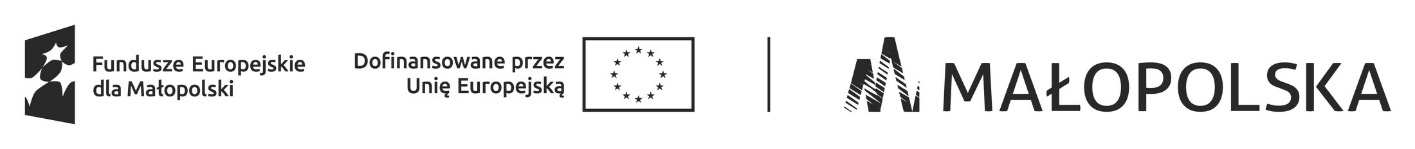 Fundusze Europejskie
dla Małopolski
Dofinansowane przez
Unię Europejską
MAŁOPOLSKA